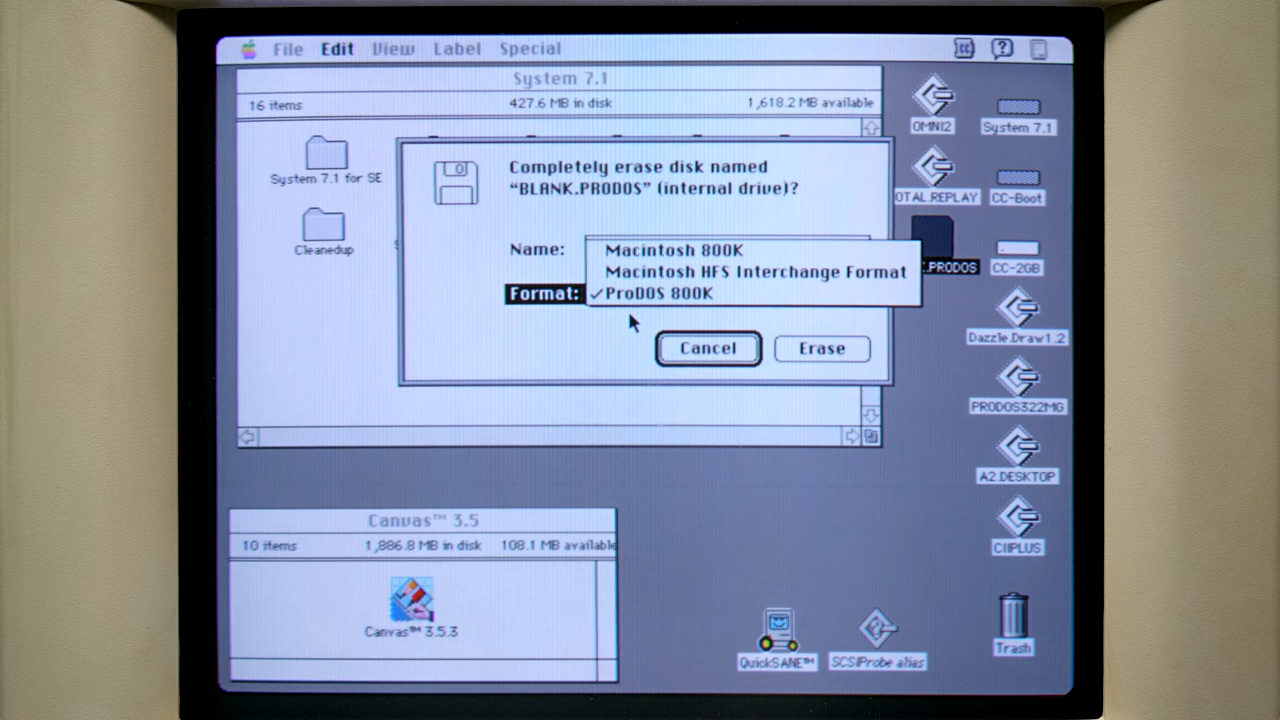 File Edit View Label Special
System 7.1
16 items 427.6 MB in disk 1,618.2 MB available
System 7.1 for SE
Cleanedup
Completely erase disk named
“BLANK.PRODOS” (internal drive)?
Name:
Format:
Macintosh 800K
Macintosh HFS Interchange Format
✓ProDOS 800K
Cancel Erase
OMNI2
System 7.1
OTAL.REPLAY
CC-Boot
.PRODOS
CC-2GB
Dazzle.Draw1.2
PRODOS322MG
A2.DESKTOP
CIIPLUS
Canvas™ 3.5
10 items 1,886.8 MB in disk 108.1 MB available
Canvas™ 3.5.3
QuickSANE™
SCSIProbe alias
Trash